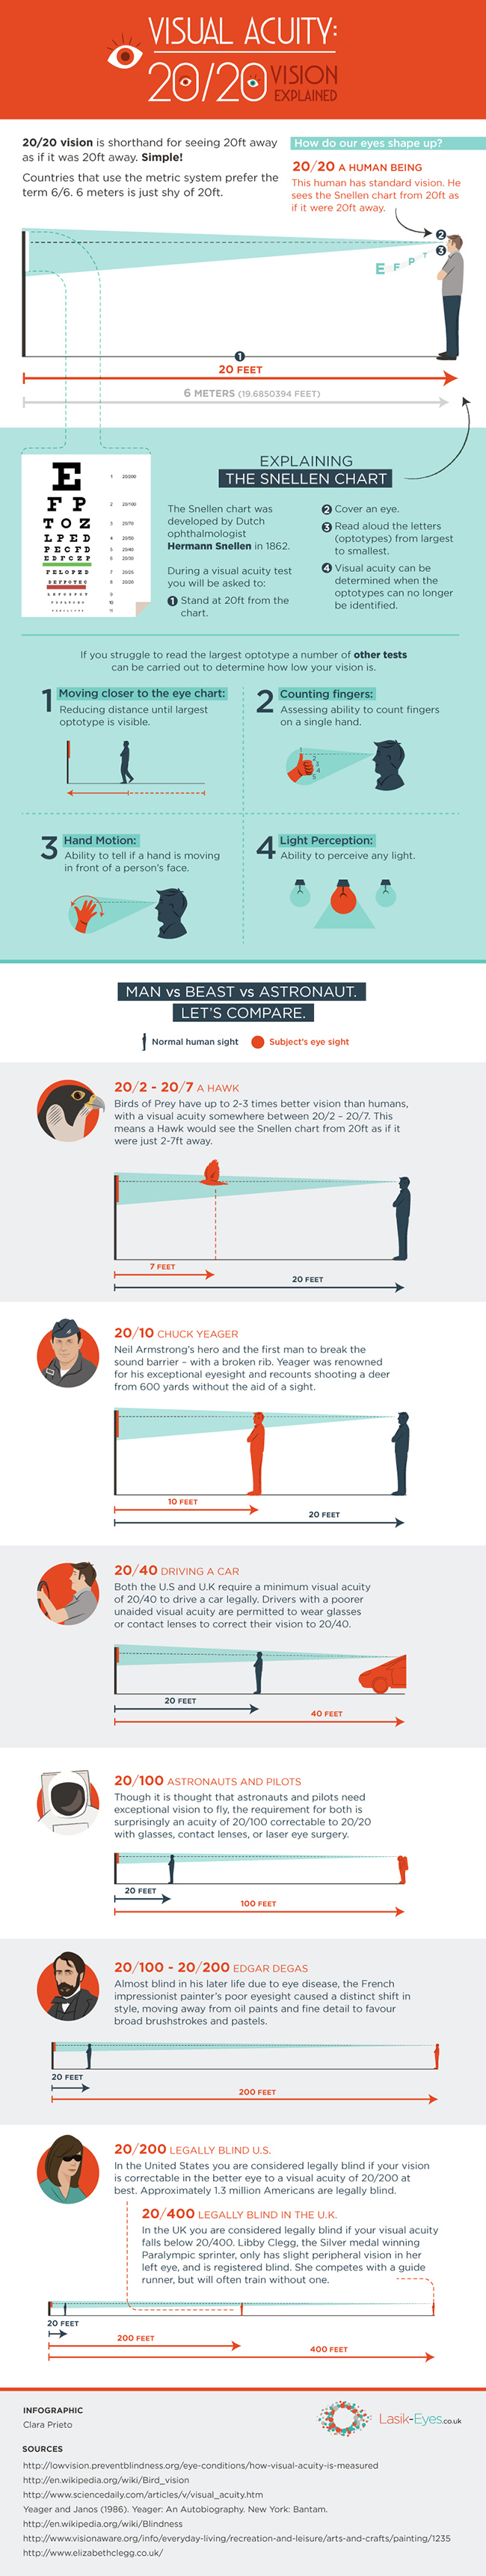 VISUAL ACUITY:
20/20 VISION
EXPLAINED
20/20 vision is shorthand for seeing 20ft away
as if it was 20ft away. Simple!
Countries that use the metric system prefer the
term 6/6. 6 meters is just shy of 20ft.
How do our eyes shape up?
20/20 A HUMAN BEING
This human has standard vision. He
sees the Snellen chart from 20ft as
if it were 20ft away.
2
3
E F P T
1
20 FEET
6 METERS (19.6850394 FEET)
E 1 20/200
F P 2 20/100
T O Z 3 20/70
L P E D 4 20/50
P E C F D 5 20/40
E D F C Z P 6 20/30
F E L O P Z D 7 20/25
D E F P O T E C 8 20/20
9
10
11
EXPLAINING
THE SNELLEN CHART
The Snellen chart was
developed by Dutch
ophthalmologist
Hermann Snellen in 1862.
During a visual acuity test
you will be asked to:
1 Stand at 20ft from the
chart.
2 Cover an eye.
3 Read aloud the letters
(optotypes) from largest
to smallest.
4 Visual acuity can be
determined when the
optotypes can no longer
be identified.
If you struggle to read the largest optotype a number of other tests
can be carried out to determine how low your vision is.
1 Moving closer to the eye chart:
Reducing distance until largest
optotype is visible.
2 Counting fingers:
Assessing ability to count fingers
on a single hand.
1
2
3
4
5
3 Hand Motion:
Ability to tell if a hand is moving
in front of a person's face.
4 Light Perception:
Ability to perceive any light.
MAN vs BEAST vs ASTRONAUT.
LET'S COMPARE.
Normal human sight
Subject's eye sight
20/2 - 20/7 A HAWK
Birds of Prey have up to 2-3 times better vision than humans,
with a visual acuity somewhere between 20/2 – 20/7. This
means a Hawk would see the Snellen chart from 20ft as if it
were just 2-7ft away.
7 FEET
20 FEET
20/10 CHUCK YEAGER
Neil Armstrong's hero and the first man to break the
sound barrier – with a broken rib. Yeager was renowned
for his exceptional eyesight and recounts shooting a deer
from 600 yards without the aid of a sight.
10 FEET
20 FEET
20/40 DRIVING A CAR
Both the U.S and U.K require a minimum visual acuity
of 20/40 to drive a car legally. Drivers with a poorer
unaided visual acuity are permitted to wear glasses
or contact lenses to correct their vision to 20/40.
20 FEET
40 FEET
20/100 ASTRONAUTS AND PILOTS
Though it is thought that astronauts and pilots need
exceptional vision to fly, the requirement for both is
surprisingly an acuity of 20/100 correctable to 20/20
with glasses, contact lenses, or laser eye surgery.
20 FEET
100 FEET
20/100 - 20/200 EDGAR DEGAS
Almost blind in his later life due to eye disease, the French
impressionist painter's poor eyesight caused a distinct shift in
style, moving away from oil paints and fine detail to favour
broad brushstrokes and pastels.
20 FEET
200 FEET
20/200 LEGALLY BLIND U.S.
In the United States you are considered legally blind if your vision
is correctable in the better eye to a visual acuity of 20/200 at
best. Approximately 1.3 million Americans are legally blind.
20/400 LEGALLY BLIND IN THE U.K.
In the UK you are considered legally blind if your visual acuity
falls below 20/400. Libby Clegg, the Silver medal winning
Paralympic sprinter, only has slight peripheral vision in her
left eye, and is registered blind. She competes with a guide
runner, but will often train without one.
20 FEET
200 FEET
400 FEET
INFOGRAPHIC
Clara Prieto
Lasik-Eyes.co.uk
SOURCES
http://lowvision.preventblindness.org/eye-conditions/how-visual-acuity-is-measured
http://en.wikipedia.org/wiki/Bird_vision
http://www.sciencedaily.com/articles/v/visual_acuity.htm
Yeager and Janos (1986). Yeager: An Autobiography. New York: Bantam.
http://en.wikipedia.org/wiki/Blindness
http://www.visionaware.org/info/everyday-living/recreation-and-leisure/arts-and-crafts/painting/1235
http://www.elizabethclegg.co.uk/